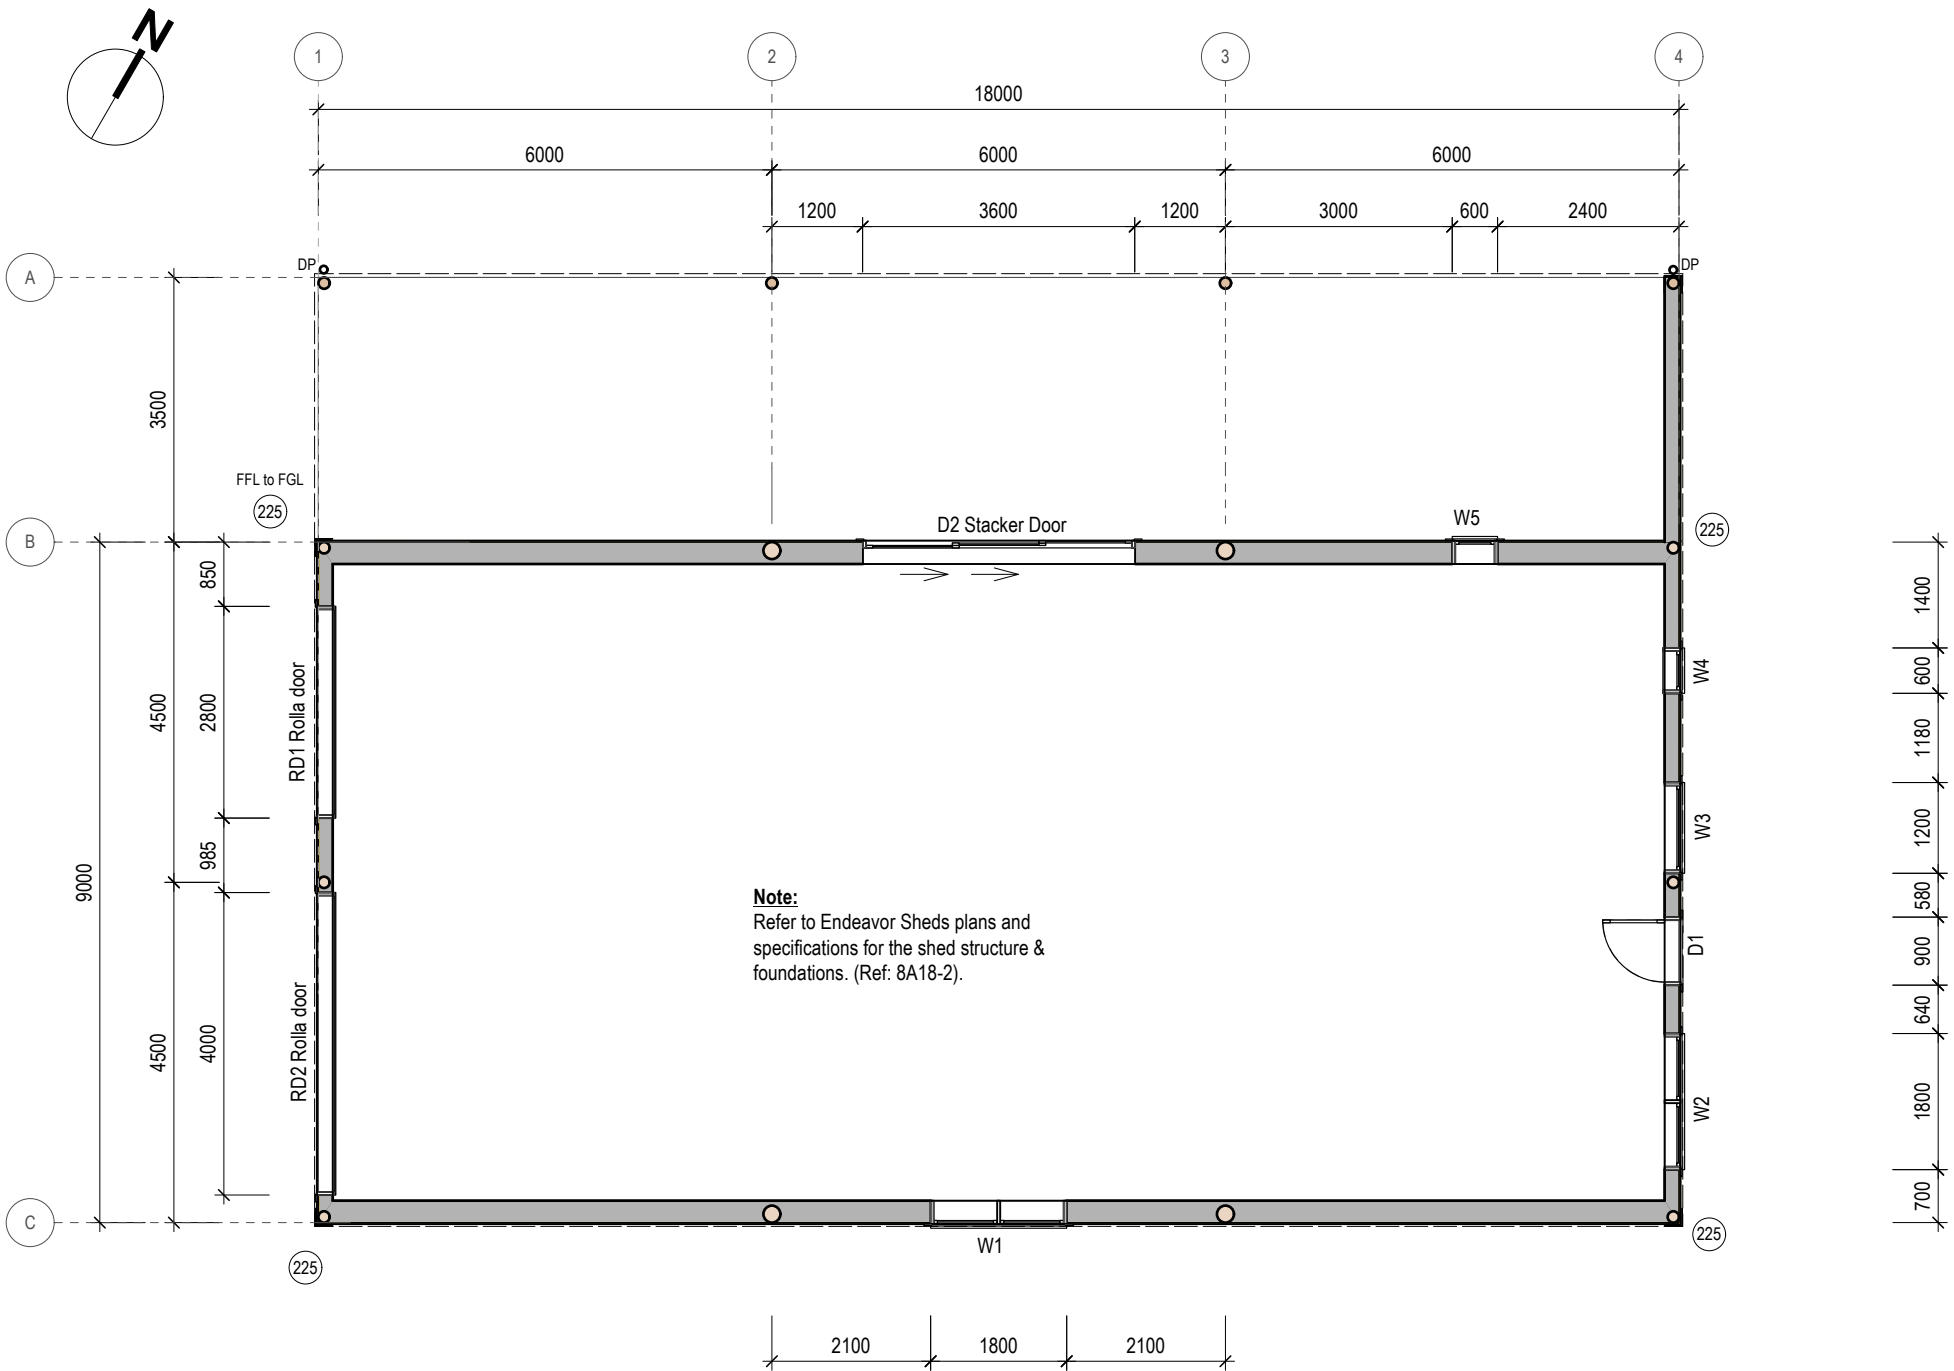 N
1
2
3
4
18000
6000
6000
6000
1200
3600
1200
3000
600
2400
A
DP
DP
3500
FFL to FGL
225
B
D2 Stacker Door
W5
225
850
1400
RD1 Rolla door
4500
2800
W4
600
1180
985
W3
1200
9000
580
Note:
Refer to Endeavor Sheds plans and
specifications for the shed structure &
foundations. (Ref: 8A18-2).
D1
900
RD2 Rolla door
4500
4000
640
W2
1800
700
C
W1
225
225
2100
1800
2100